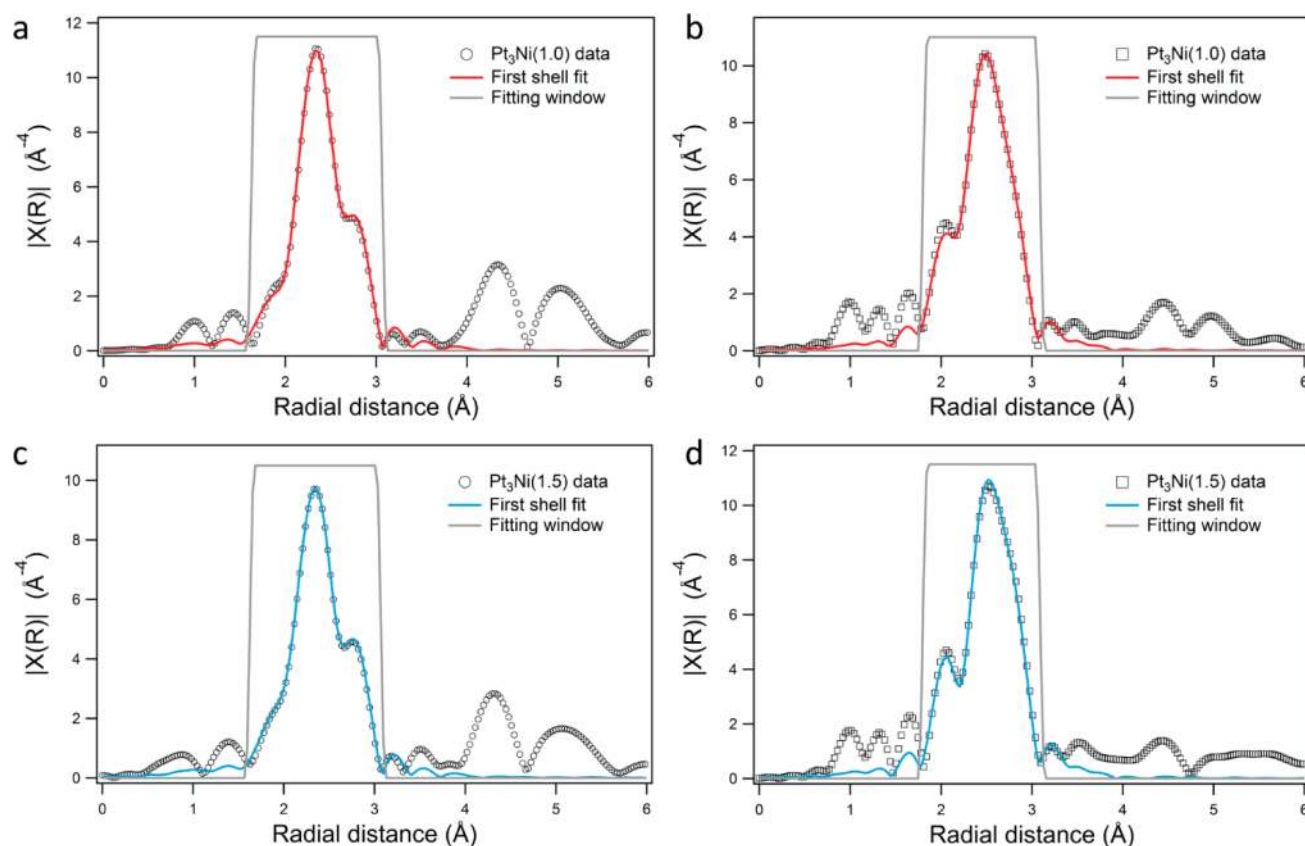 a
12
10
8
6
4
2
0
|X(R)| (Å⁻⁴)
Pt₃Ni(1.0) data
First shell fit
Fitting window
0 1 2 3 4 5 6
Radial distance (Å)
b
10
8
6
4
2
0
|X(R)| (Å⁻⁴)
Pt₃Ni(1.0) data
First shell fit
Fitting window
0 1 2 3 4 5 6
Radial distance (Å)
c
10
8
6
4
2
0
|X(R)| (Å⁻⁴)
Pt₃Ni(1.5) data
First shell fit
Fitting window
0 1 2 3 4 5 6
Radial distance (Å)
d
12
10
8
6
4
2
0
|X(R)| (Å⁻⁴)
Pt₃Ni(1.5) data
First shell fit
Fitting window
0 1 2 3 4 5 6
Radial distance (Å)